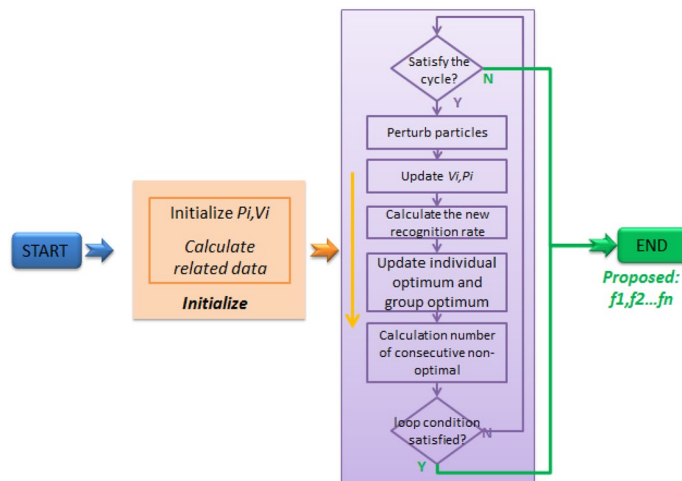 START
Initialize Pi,Vi
Calculate
related data
Initialize
Satisfy the
cycle?
N
Y
Perturb particles
Update Vi,Pi
Calculate the new
recognition rate
Update individual
optimum and
group optimum
Calculation number
of consecutive non-
optimal
loop condition
satisfied?
N
Y
END
Proposed:
f1,f2...fn